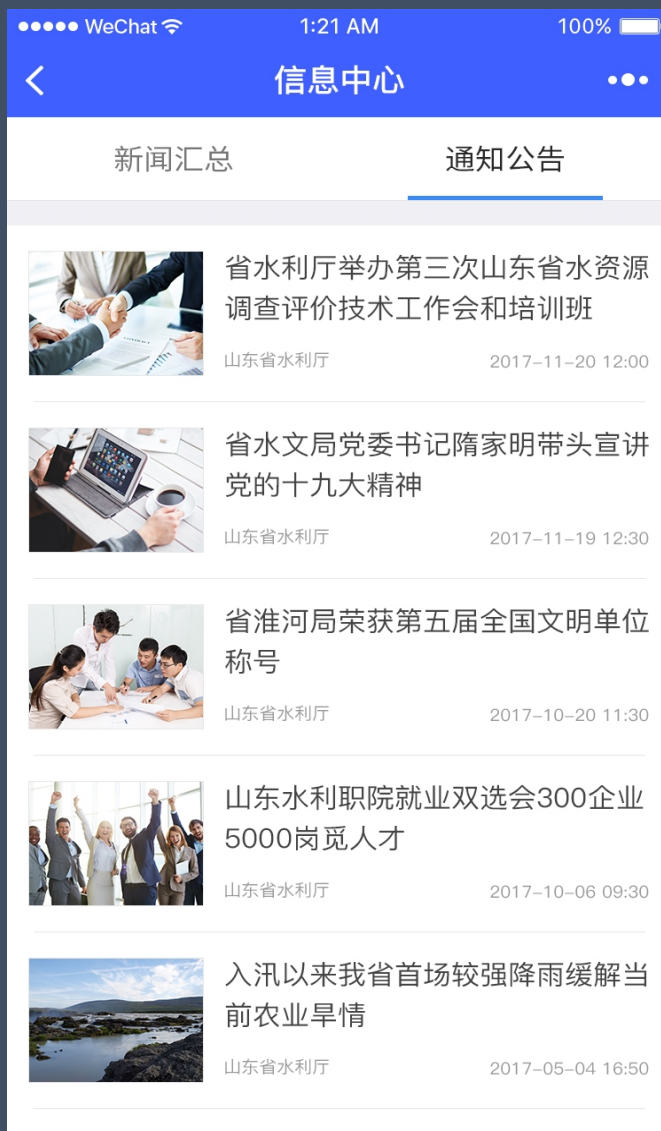 WeChat 1:21 AM 100%
信息中心
新闻汇总 通知公告
省水利厅举办第三次山东省水资源
调查评价技术工作会和培训班
山东省水利厅 2017-11-20 12:00
省水文局党委书记隋家明带头宣讲
党的十九大精神
山东省水利厅 2017-11-19 12:30
省淮河局荣获第五届全国文明单位
称号
山东省水利厅 2017-10-20 11:30
山东水利职院就业双选会300企业
5000岗觅人才
山东省水利厅 2017-10-06 09:30
入汛以来我省首场较强降雨缓解当
前农业旱情
山东省水利厅 2017-05-04 16:50